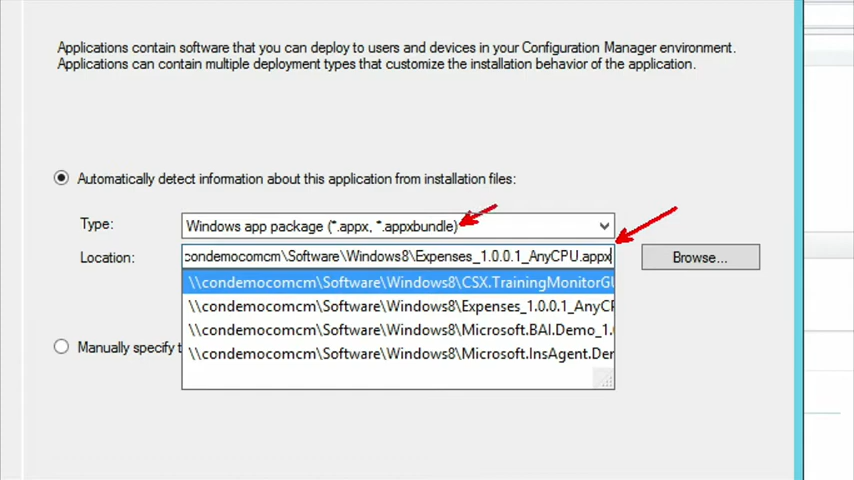 Applications contain software that you can deploy to users and devices in your Configuration Manager environment.
Applications can contain multiple deployment types that customize the installation behavior of the application.
Automatically detect information about this application from installation files:
Type:
Windows app package (*.appx, *.appxbundle)
Location:
condemocomcm\Software\Windows8\Expenses_1.0.0.1_AnyCPU.appx
Browse...
\\condemocomcm\Software\Windows8\CSX.TrainingMonitorGU
\\condemocomcm\Software\Windows8\Expenses_1.0.0.1_AnyCP
\\condemocomcm\Software\Windows8\Microsoft.BAI.Demo_1.0
\\condemocomcm\Software\Windows8\Microsoft.InsAgent.Der
Manually specify t